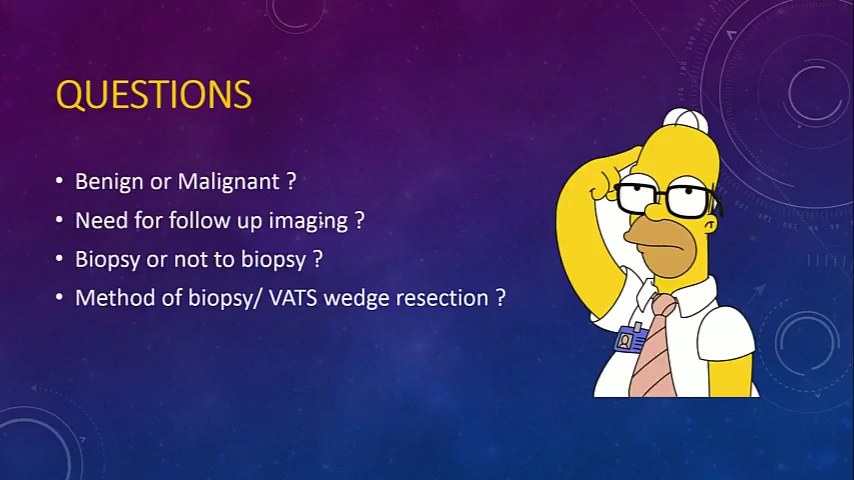 QUESTIONS
• Benign or Malignant ?
• Need for follow up imaging ?
• Biopsy or not to biopsy ?
• Method of biopsy/ VATS wedge resection ?